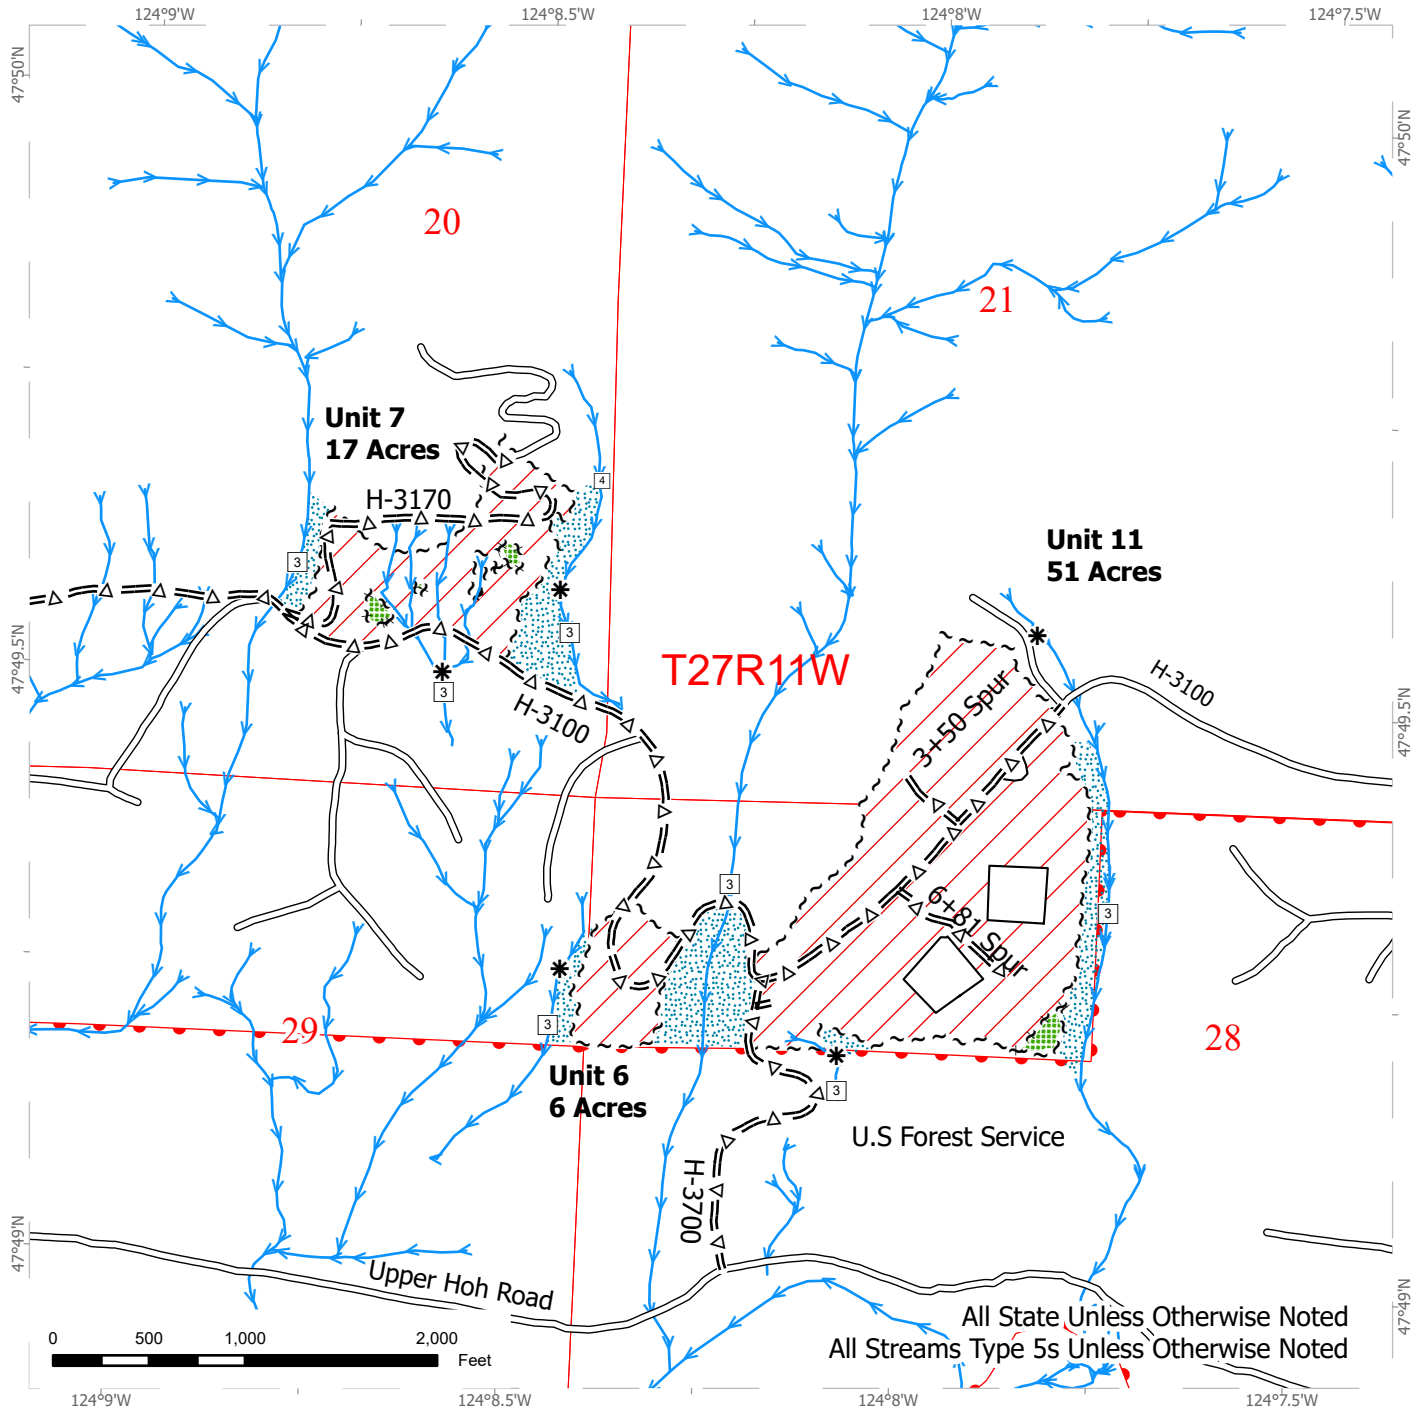 124°9'W
124°8.5'W
124°8'W
124°7.5'W
47°50'N
47°50'N
20
21
Unit 7
17 Acres
4
H-3170
3
Unit 11
51 Acres
3
47°49.5'N
T27R11W
3
H-3100
H-3100
3+50 Spur
47°49.5'N
3
6+81 Spur
3
3
29
28
Unit 6
6 Acres
3
U.S Forest Service
H-3700
47°49'N
47°49'N
Upper Hoh Road
All State Unless Otherwise Noted
All Streams Type 5s Unless Otherwise Noted
0 500 1,000 2,000
Feet
124°9'W
124°8.5'W
124°8'W
124°7.5'W